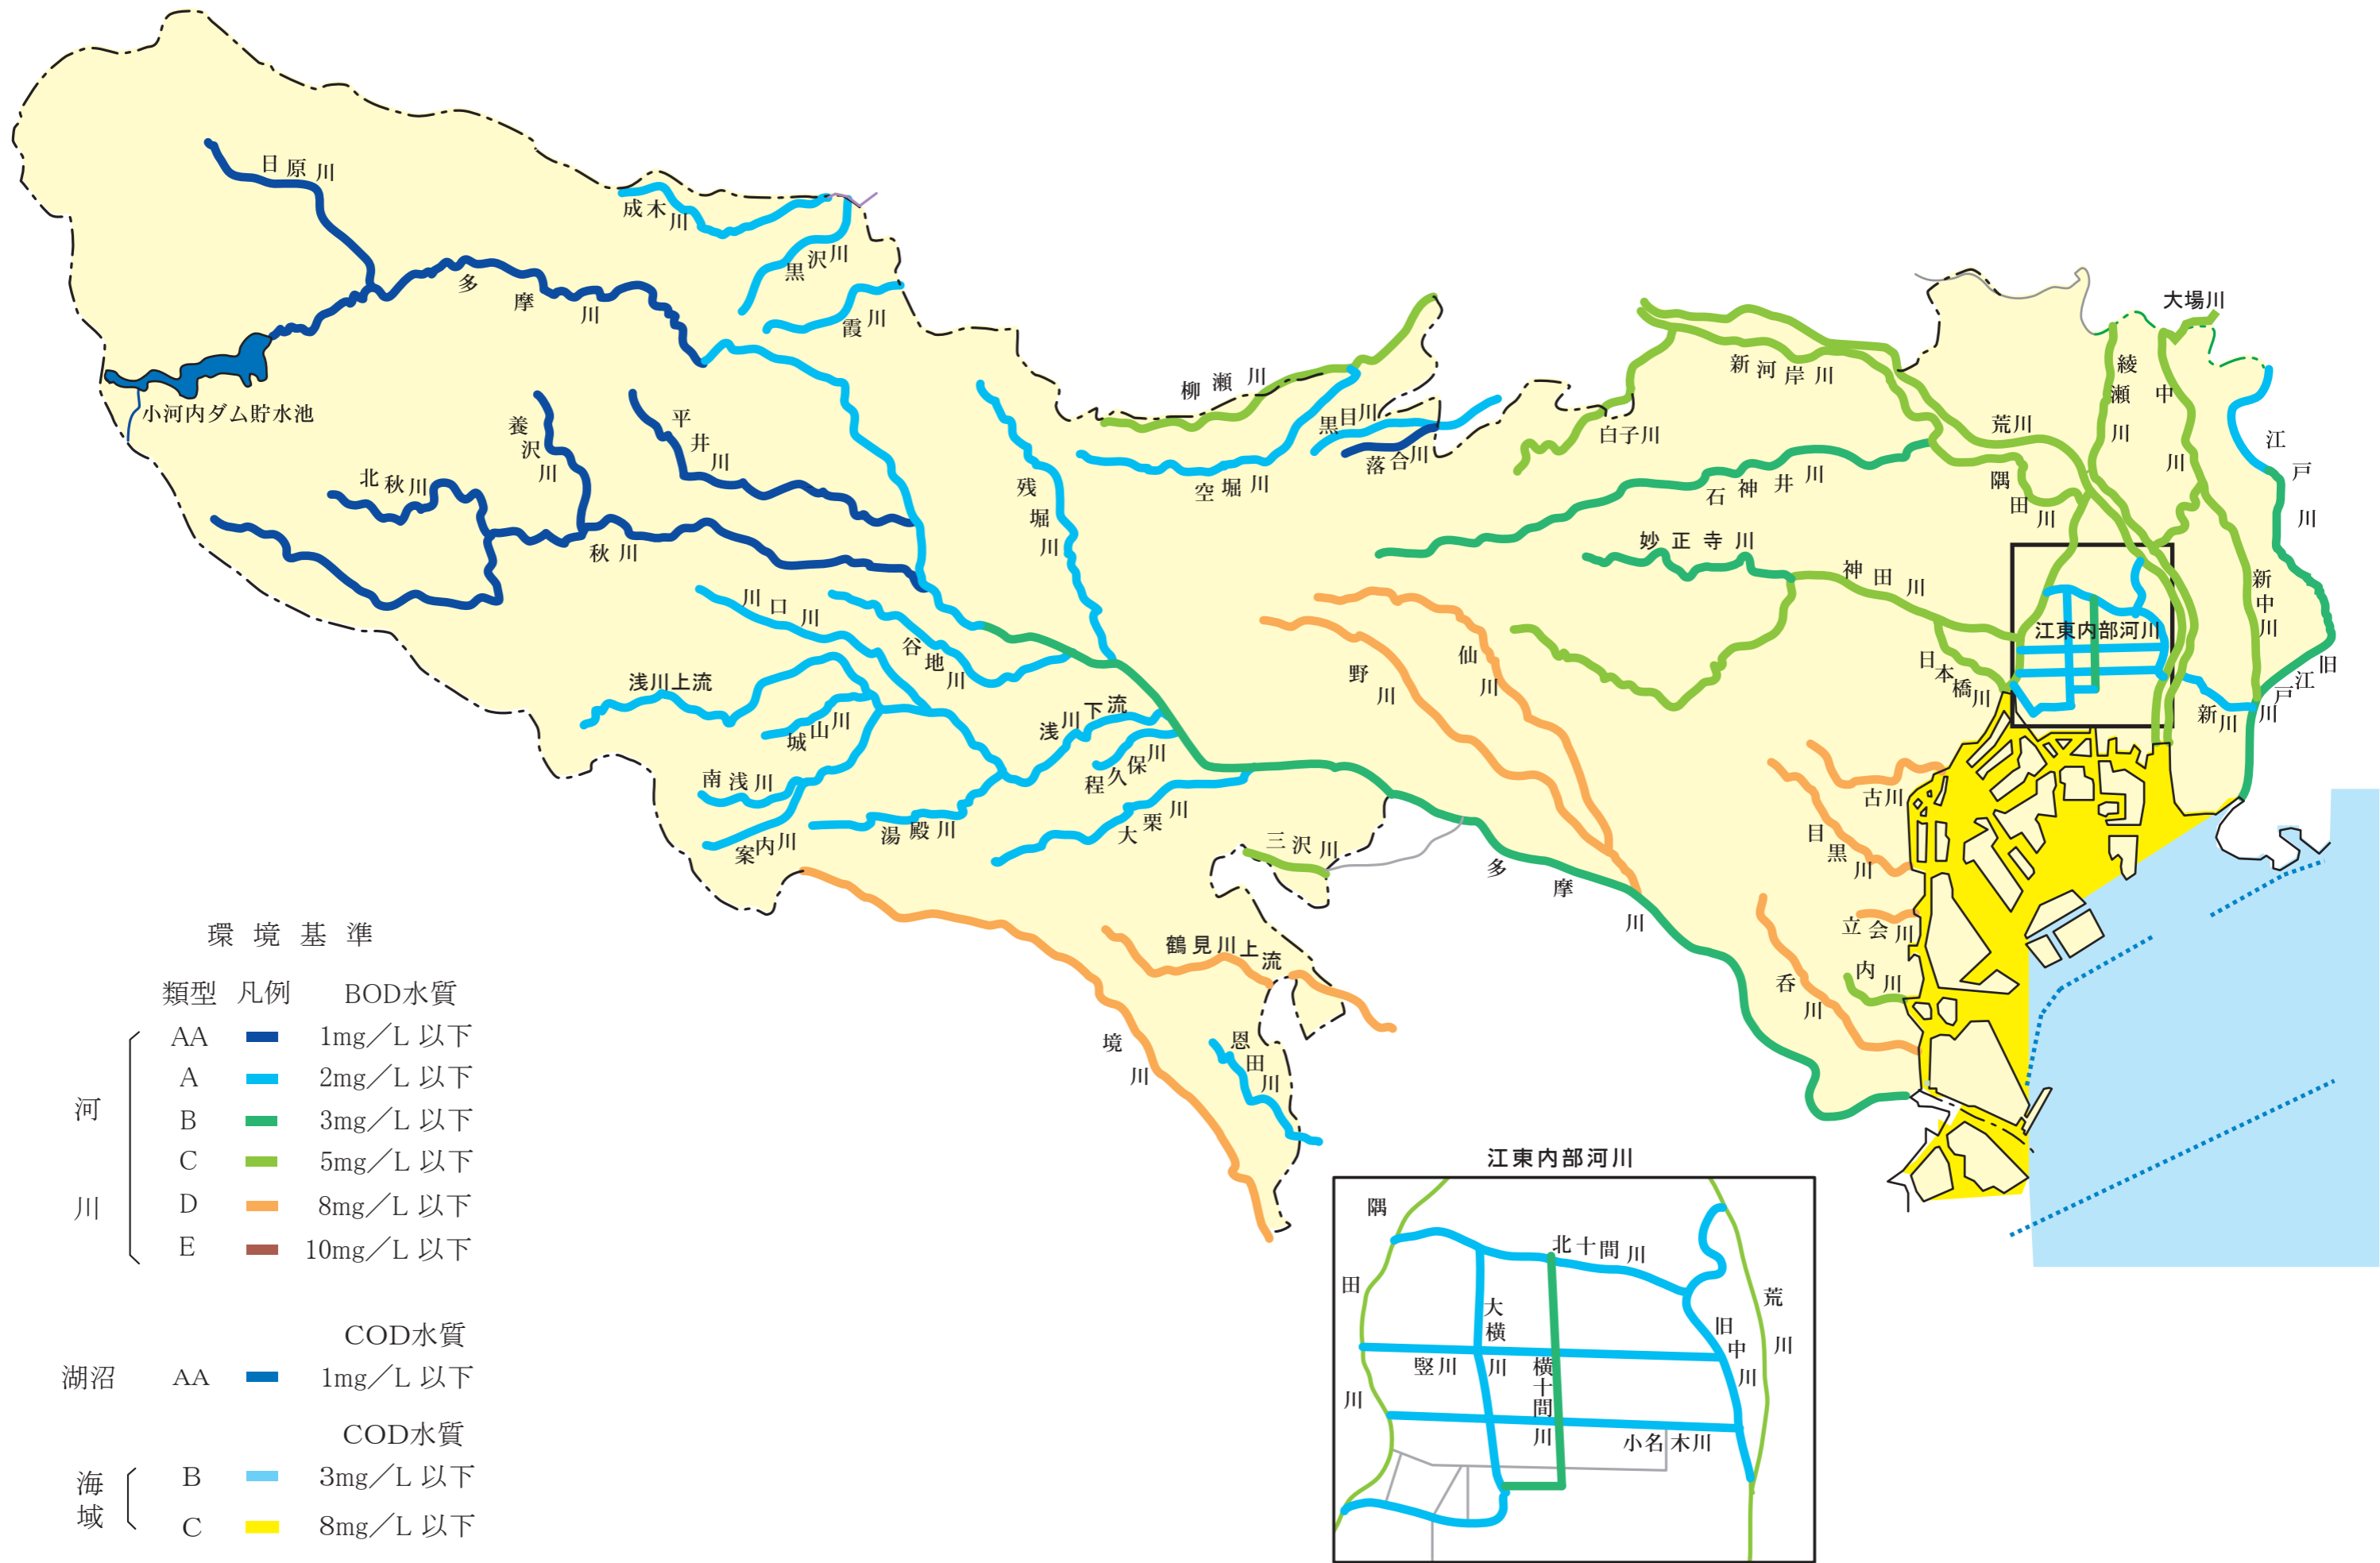 日原川
成木川
黒沢川
霞川
多摩川
小河内ダム貯水池
養沢川
平井川
北秋川
秋川
残堀川
柳瀬川
空堀川
黒目川
落合川
白子川
新河岸川
荒川
綾瀬川
中川
大場川
江戸川
隅田川
石神井川
妙正寺川
神田川
日本橋川
江東内部河川
新中川
旧江戸川
新川
川口川
谷地川
浅川上流
城山川
浅川下流
程久保川
南浅川
案内川
湯殿川
大栗川
野川
仙川
三沢川
多摩川
古川
目黒川
立会川
内川
呑川
鶴見川上流
境川
恩田川
環境基準
類型 凡例 BOD水質
河川
AA 1mg/L 以下
A 2mg/L 以下
B 3mg/L 以下
C 5mg/L 以下
D 8mg/L 以下
E 10mg/L 以下
COD水質
湖沼 AA 1mg/L 以下
COD水質
海域
B 3mg/L 以下
C 8mg/L 以下
江東内部河川
隅田川
北十間川
大横川
竪川
横十間川
旧中川
荒川
小名木川